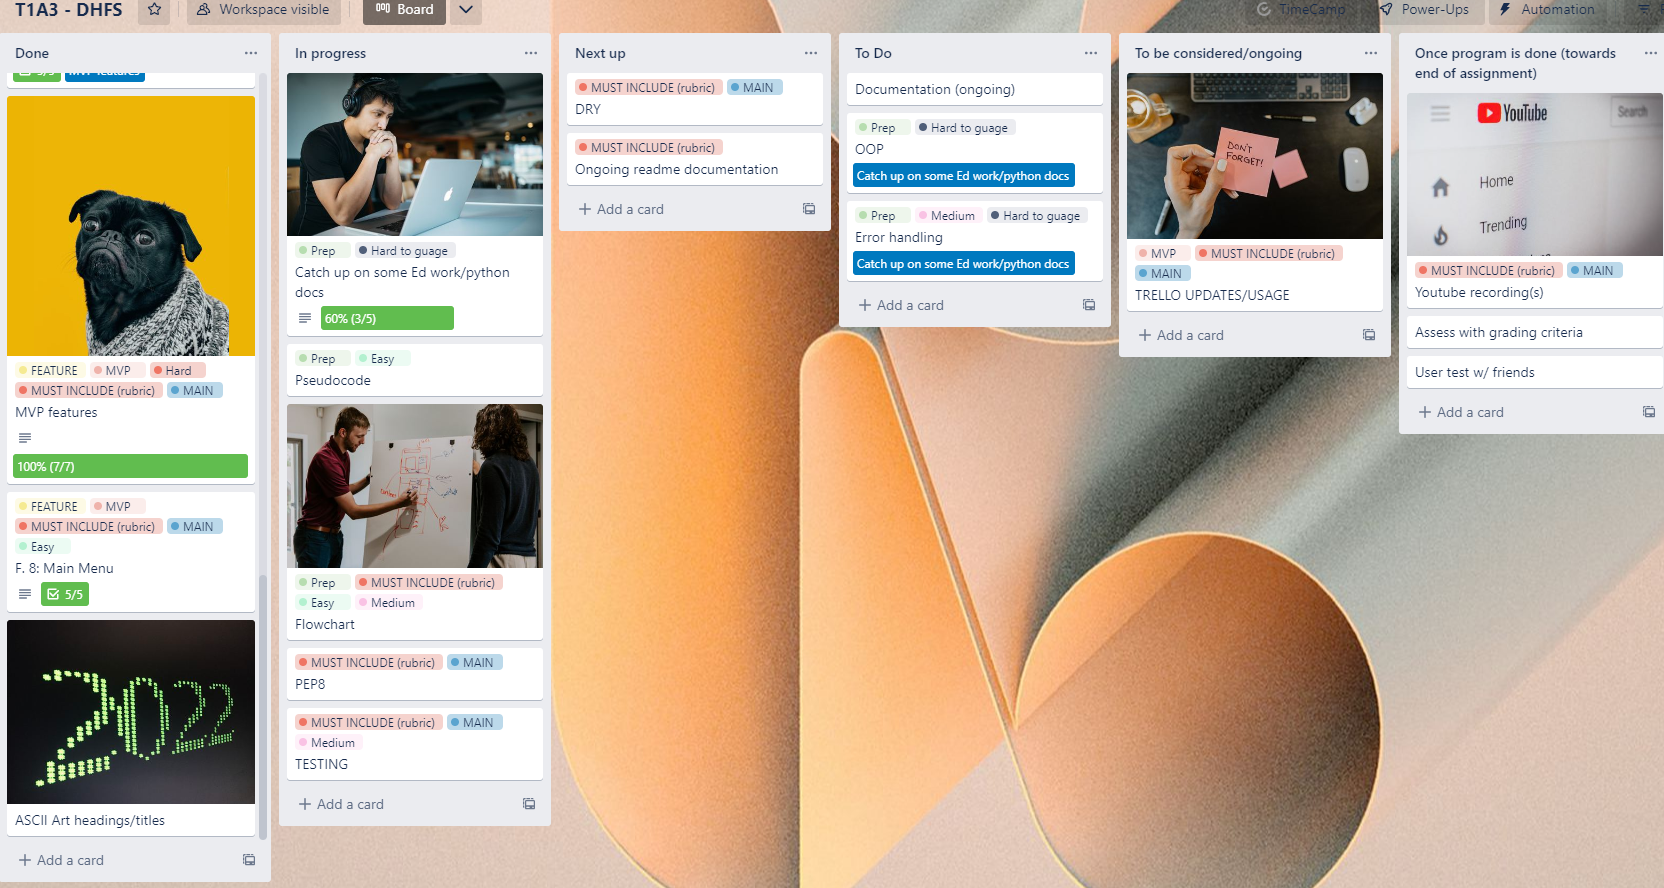 T1A3 - DHFS
Workspace visible
Board
TimeCamp
Power-Ups
Automation
Done
5/5 MVP features
FEATURE MVP Hard
MUST INCLUDE (rubric) MAIN
MVP features
100% (7/7)
FEATURE MVP
MUST INCLUDE (rubric) MAIN
Easy
F. 8: Main Menu
5/5
2022
ASCII Art headings/titles
Add a card
In progress
Prep Hard to guage
Catch up on some Ed work/python
docs
60% (3/5)
Prep Easy
Pseudocode
Prep MUST INCLUDE (rubric)
Easy Medium
Flowchart
MUST INCLUDE (rubric) MAIN
PEP8
MUST INCLUDE (rubric) MAIN
Medium
TESTING
Add a card
Next up
MUST INCLUDE (rubric) MAIN
DRY
MUST INCLUDE (rubric)
Ongoing readme documentation
Add a card
To Do
Documentation (ongoing)
Prep Hard to guage
OOP
Catch up on some Ed work/python docs
Prep Medium Hard to guage
Error handling
Catch up on some Ed work/python docs
Add a card
To be considered/ongoing
DON'T
FORGET!
MVP MUST INCLUDE (rubric)
MAIN
TRELLO UPDATES/USAGE
Add a card
Once program is done (towards
end of assignment)
YouTube Search
Home
Trending
MUST INCLUDE (rubric) MAIN
Youtube recording(s)
Assess with grading criteria
User test w/ friends
Add a card